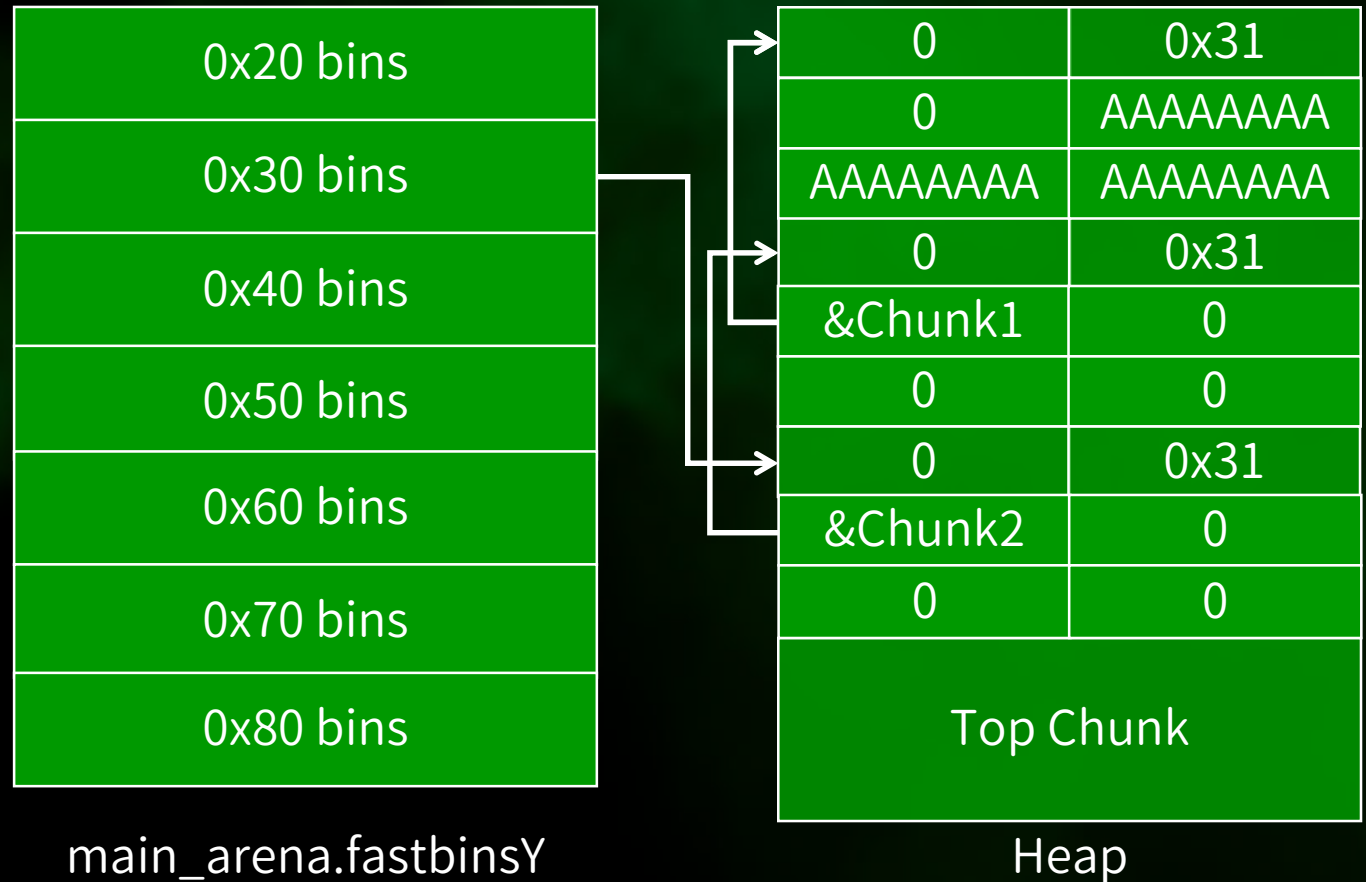 0x20 bins
0x30 bins
0x40 bins
0x50 bins
0x60 bins
0x70 bins
0x80 bins
main_arena.fastbinsY
0 0x31
0 AAAAAAAA
AAAAAAAA AAAAAAAA
0 0x31
&Chunk1 0
0 0
0 0x31
&Chunk2 0
0 0
Top Chunk
Heap